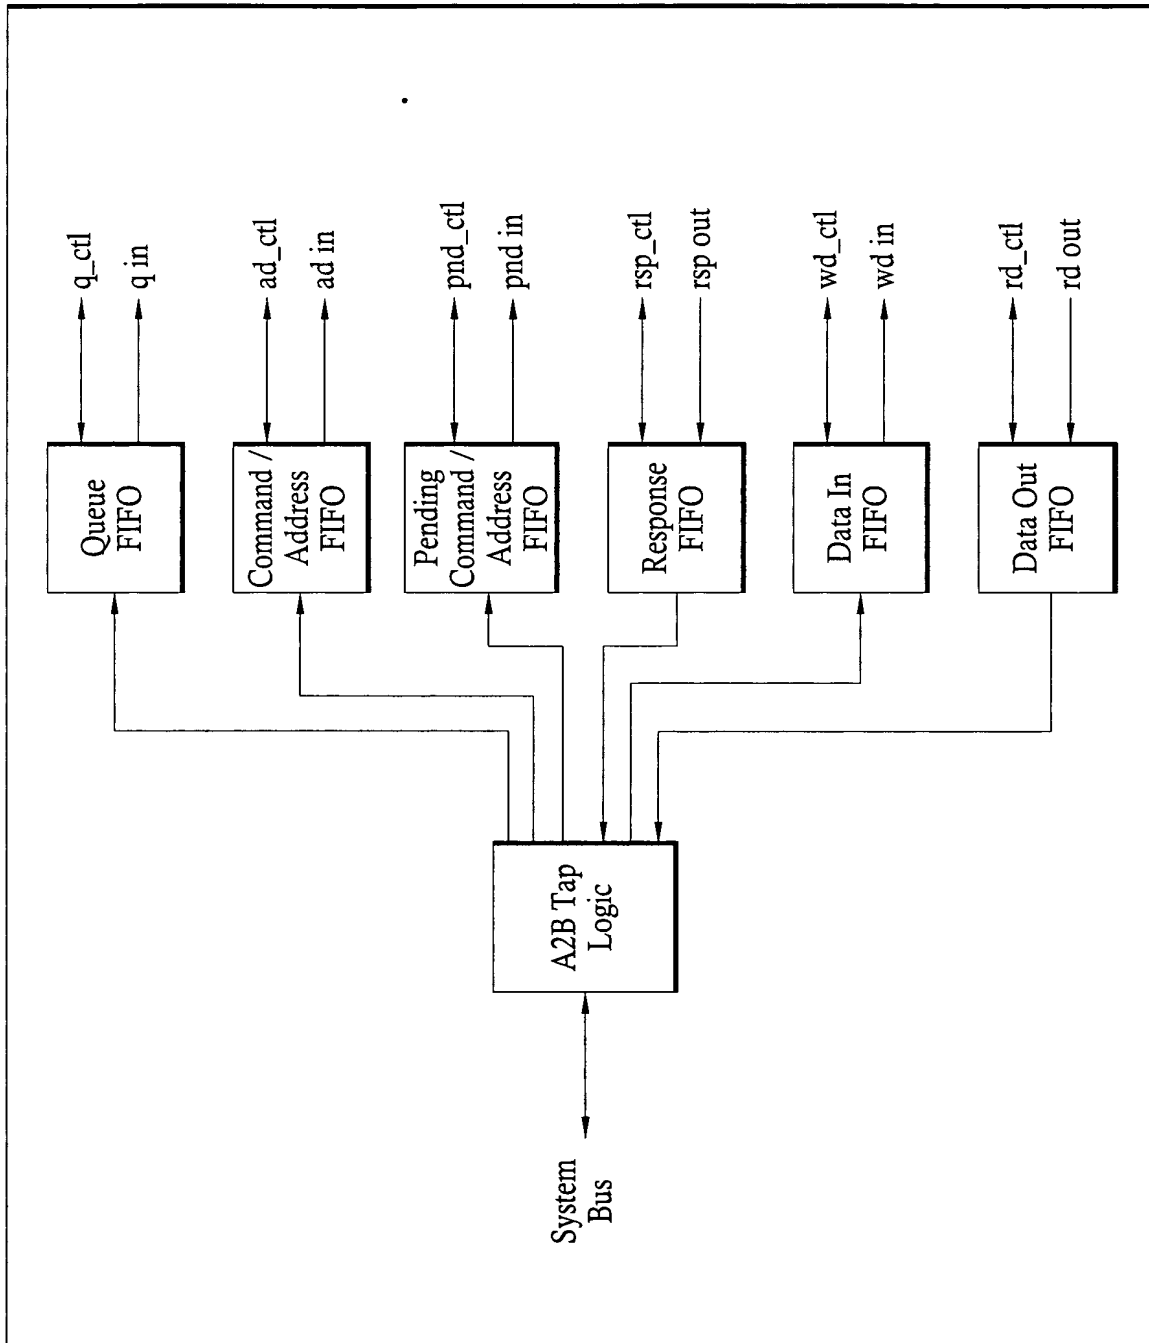 System
Bus
A2B Tap
Logic
Queue
FIFO
q_ctl
q in
Command /
Address
FIFO
ad_ctl
ad in
Pending
Command /
Address
FIFO
pnd_ctl
pnd in
Response
FIFO
rsp_ctl
rsp out
Data In
FIFO
wd_ctl
wd in
Data Out
FIFO
rd_ctl
rd out